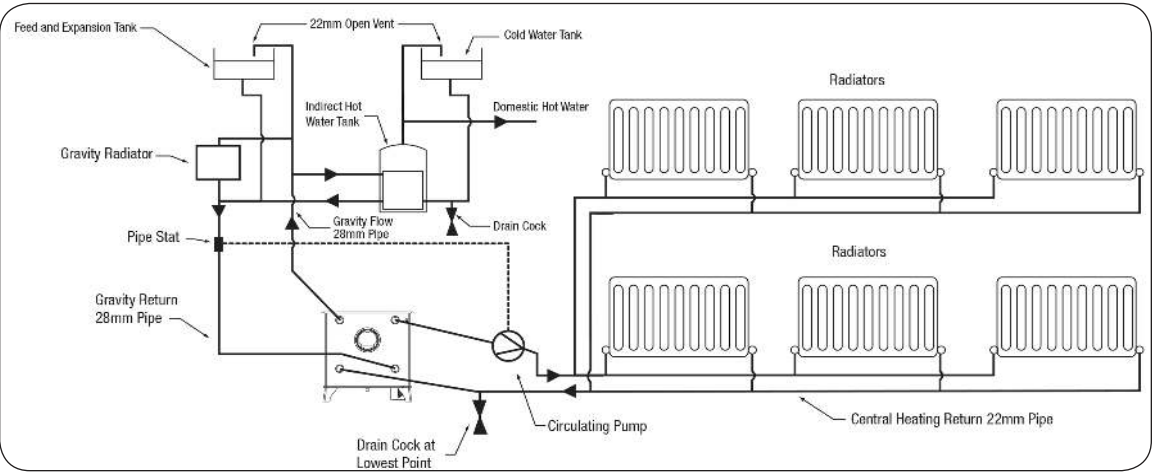 Feed and Expansion Tank
22mm Open Vent
Cold Water Tank
Radiators
Indirect Hot
Water Tank
Domestic Hot Water
Gravity Radiator
Gravity Flow
28mm Pipe
Drain Cock
Pipe Stat
Radiators
Gravity Return
28mm Pipe
Circulating Pump
Central Heating Return 22mm Pipe
Drain Cock at
Lowest Point